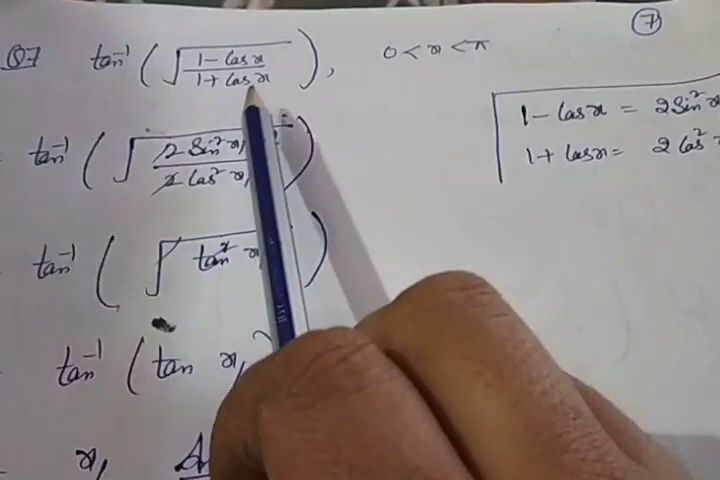 7
Q7 tan⁻¹ ( √(1 - Cos x / 1 + Cos x) ), 0 < x < π
1 - Cos x = 2 Sin² x
1 + Cos x = 2 Cos²
tan⁻¹ ( √(2 Sin² x / 2 Cos² x) )
tan⁻¹ ( √tan² x )
tan⁻¹ ( tan x
x